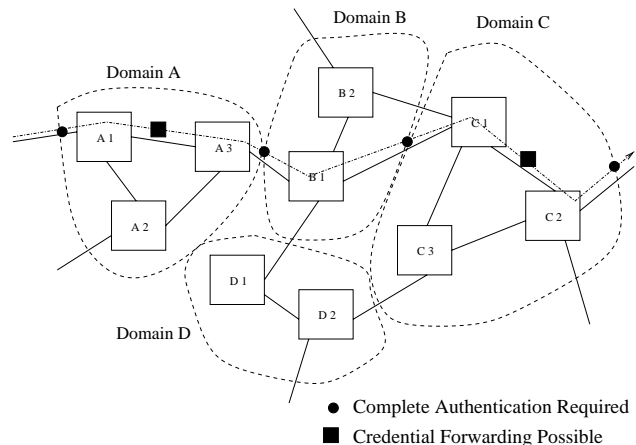 Domain B
Domain C
Domain A
B 2
C 1
A 1
A 3
B 1
A 2
C 2
C 3
D 1
D 2
Domain D
Complete Authentication Required
Credential Forwarding Possible